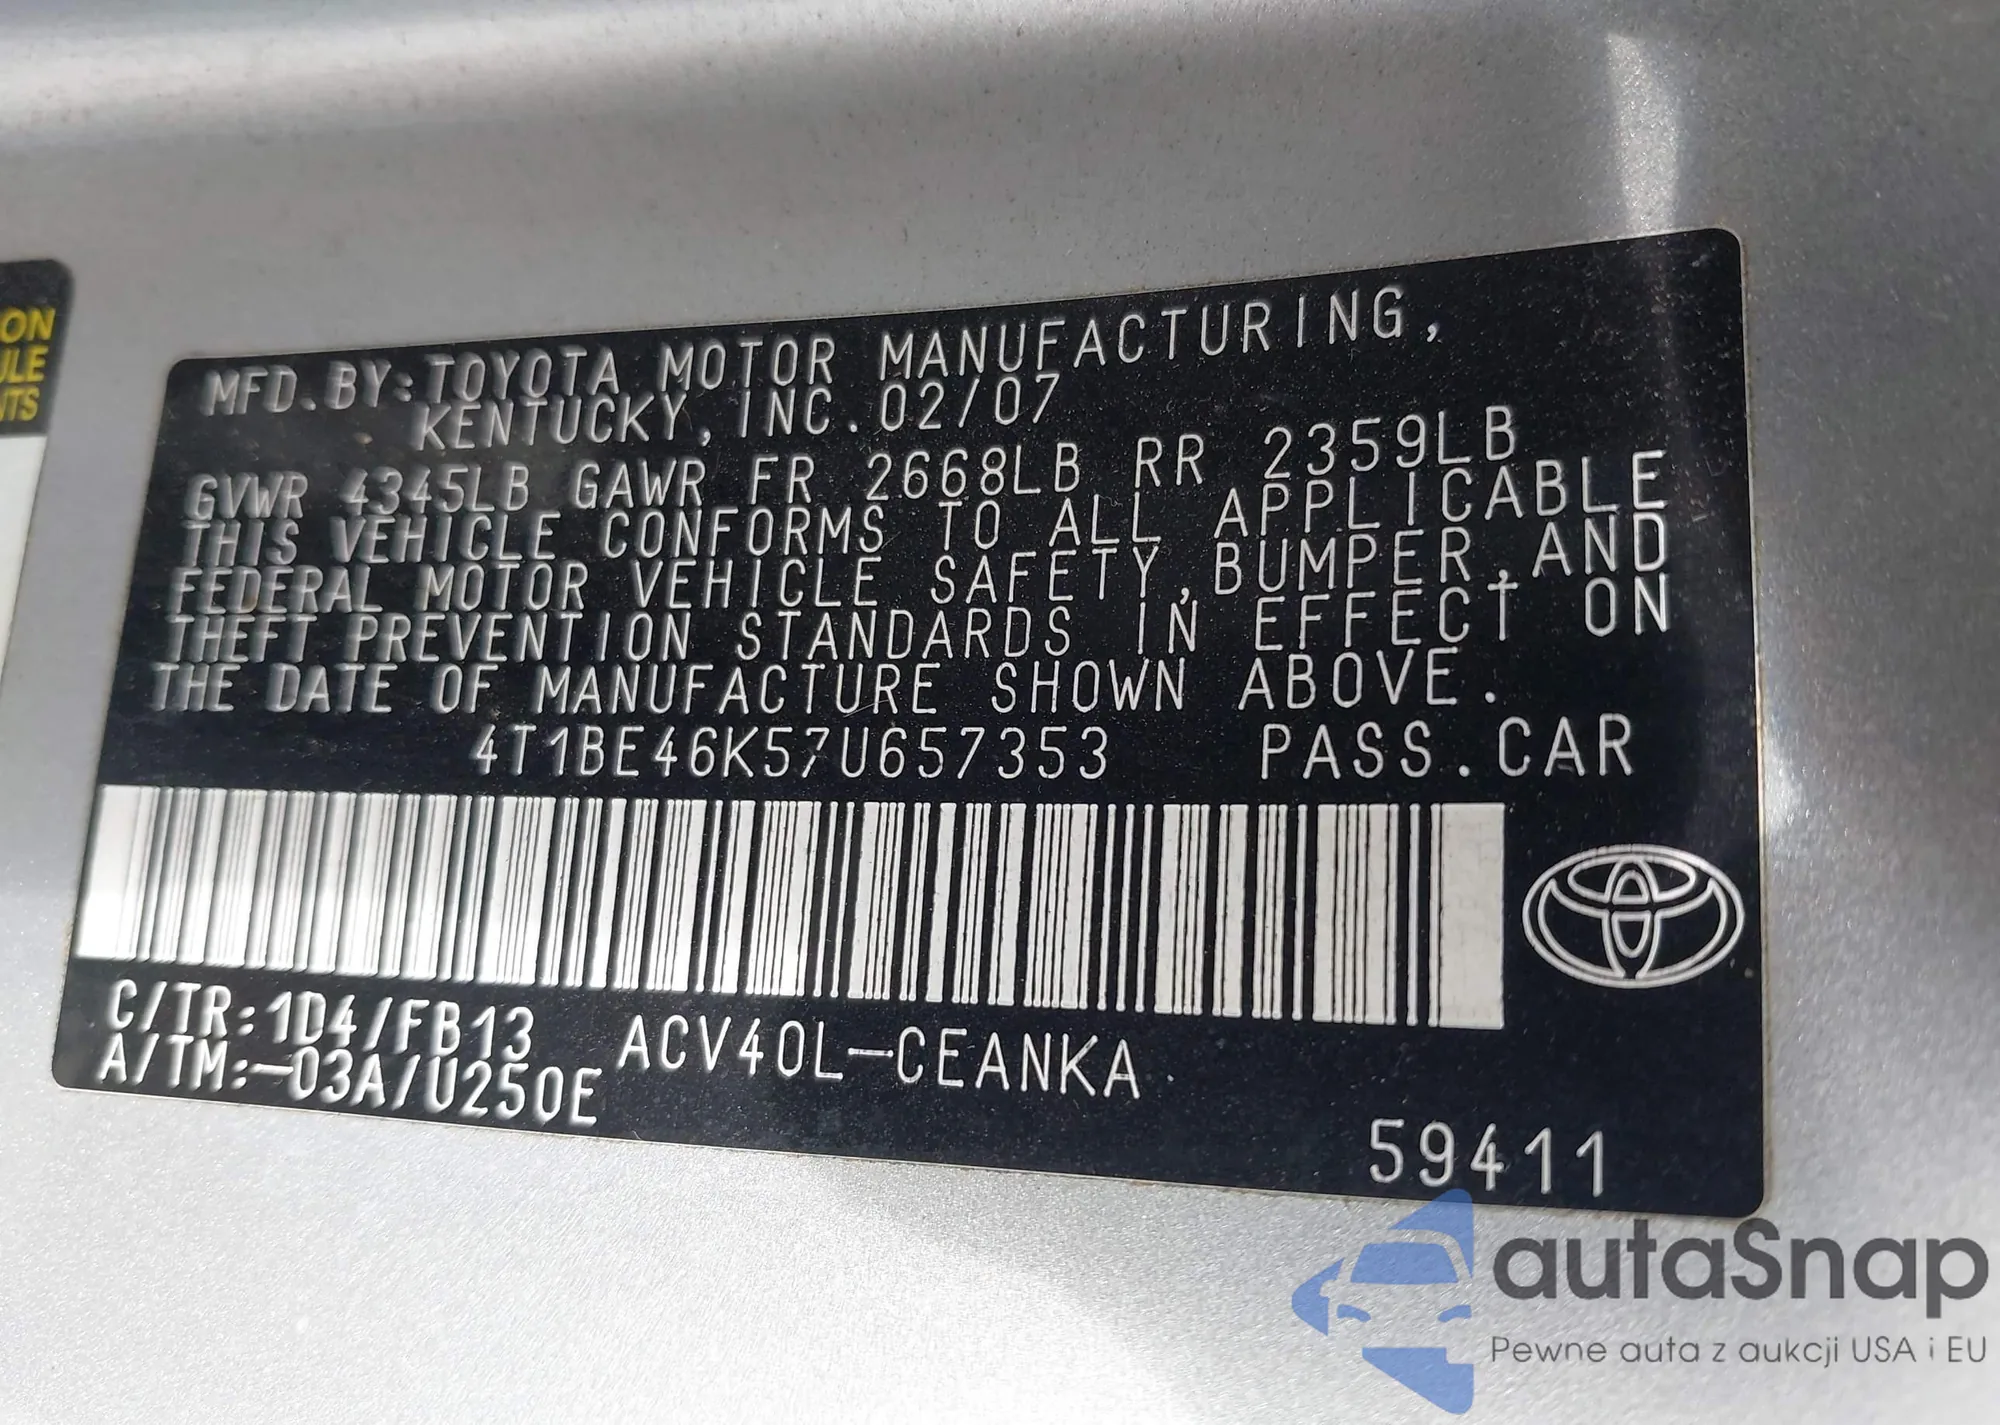 ON
ULE
NTS
MFD.BY:TOYOTA MOTOR MANUFACTURING,
KENTUCKY, INC. 02/07
GVWR 4345LB GAWR FR 2668LB RR 2359LB
THIS VEHICLE CONFORMS TO ALL APPLICABLE
FEDERAL MOTOR VEHICLE SAFETY, BUMPER, AND
THEFT PREVENTION STANDARDS IN EFFECT ON
THE DATE OF MANUFACTURE SHOWN ABOVE.
4T1BE46K57U657353 PASS.CAR
C/TR:1D4/FB13 ACV40L-CEANKA
A/TM:-03A/U250E
59411
autaSnap
Pewne auta z aukcji USA i EU